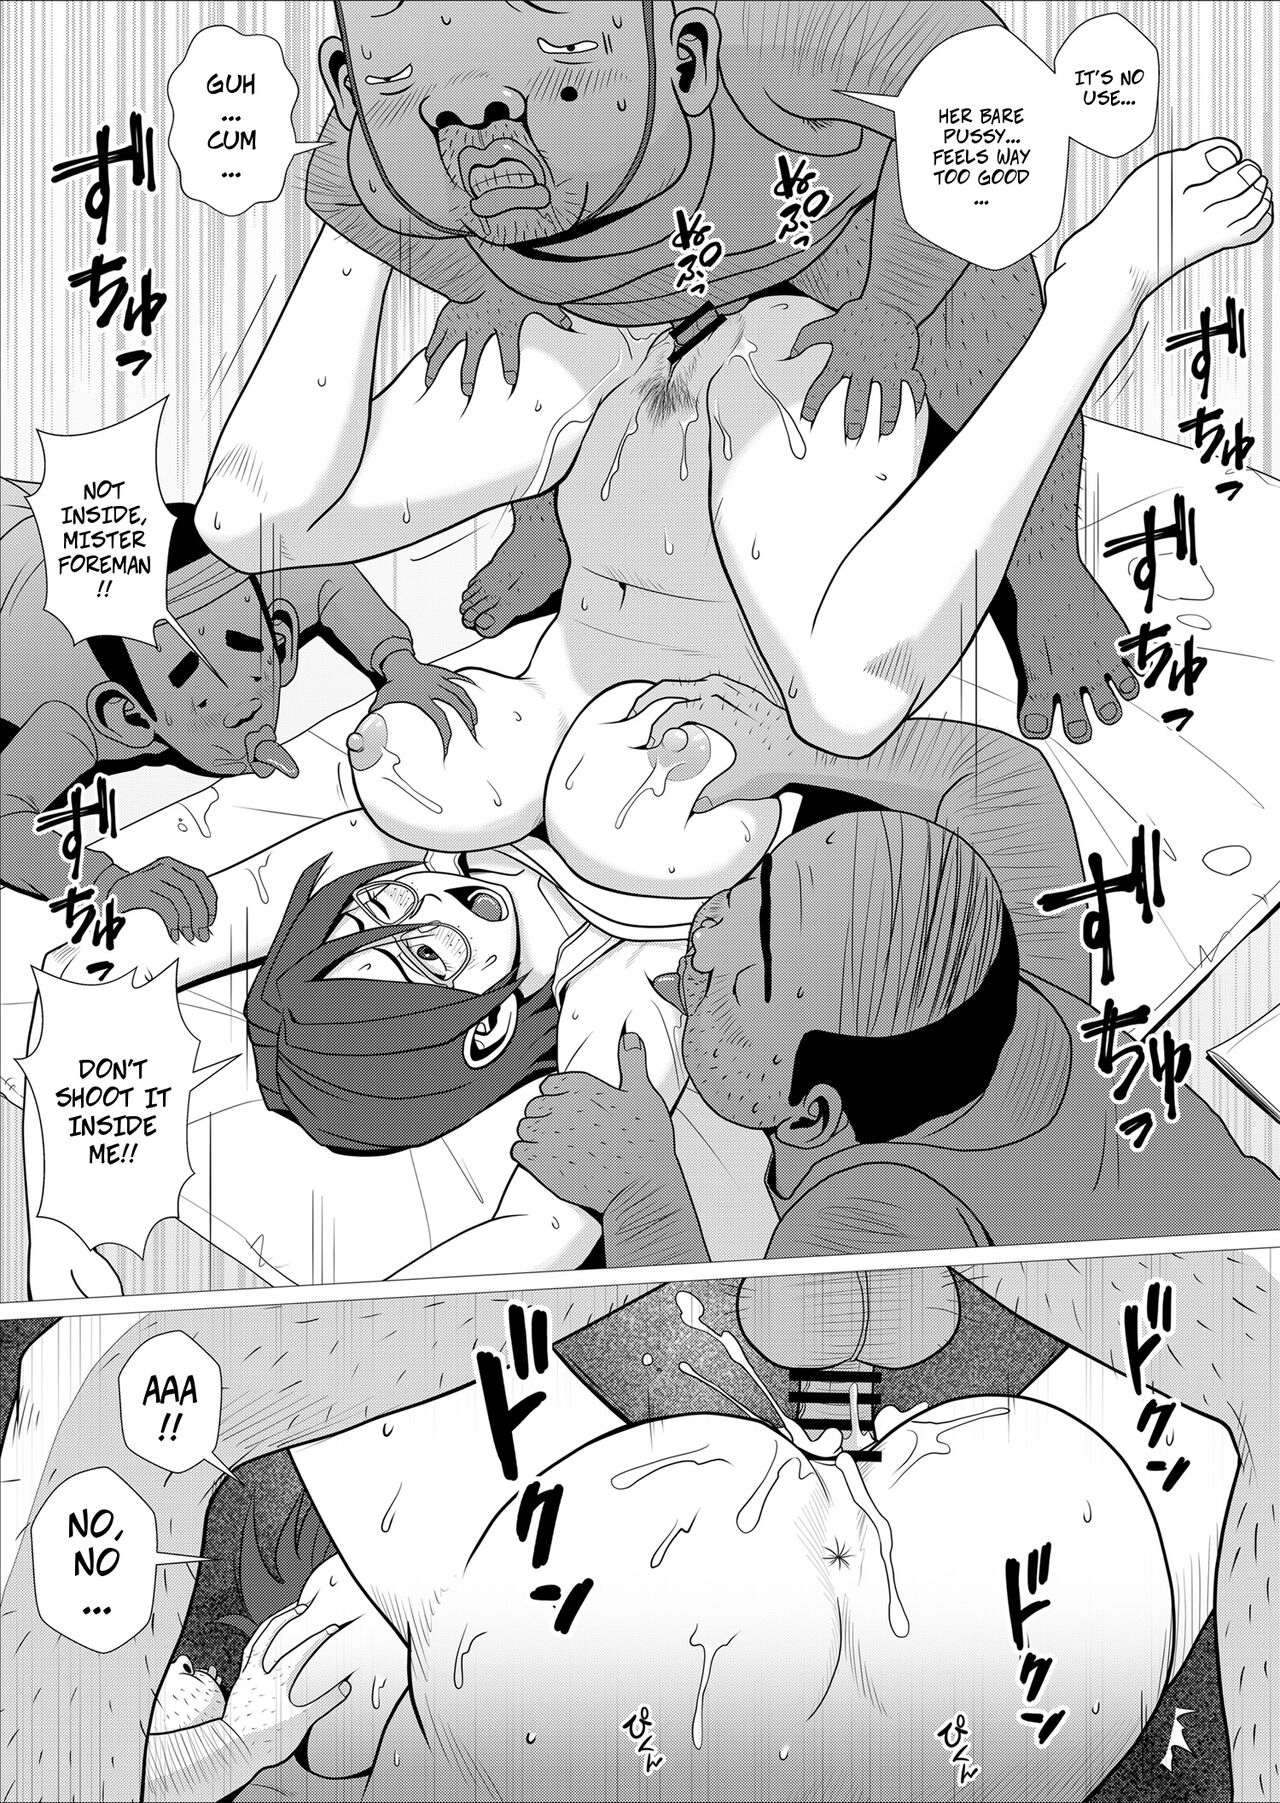 IT'S NO
USE...
HER BARE
PUSSY...
FEELS WAY
TOO GOOD
...
GUH
...
CUM
...
ぬぷっ
ぬぷっ
ずちゅっ
ずちゅっ
ずちゅっ
ずちゅっ
ずちゅっ
NOT
INSIDE,
MISTER
FOREMAN
!!
DON'T
SHOOT IT
INSIDE
ME!!
ドクン
ドクン
ドクン
AAA
!!
NO,
NO
...
ぴくん
ぴくん